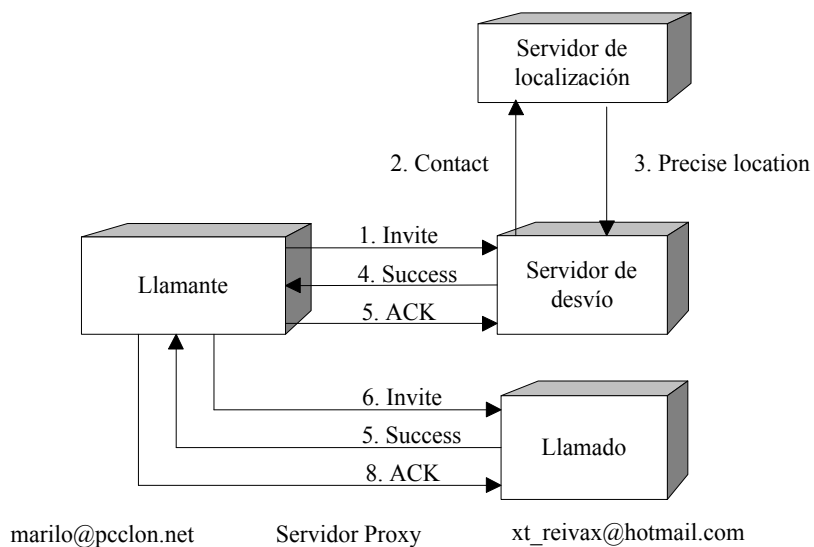 Servidor de
localización
2. Contact
3. Precise location
1. Invite
4. Success
5. ACK
Llamante
Servidor de
desvío
6. Invite
5. Success
8. ACK
Llamado
marilo@pcclon.net
Servidor Proxy
xt_reivax@hotmail.com